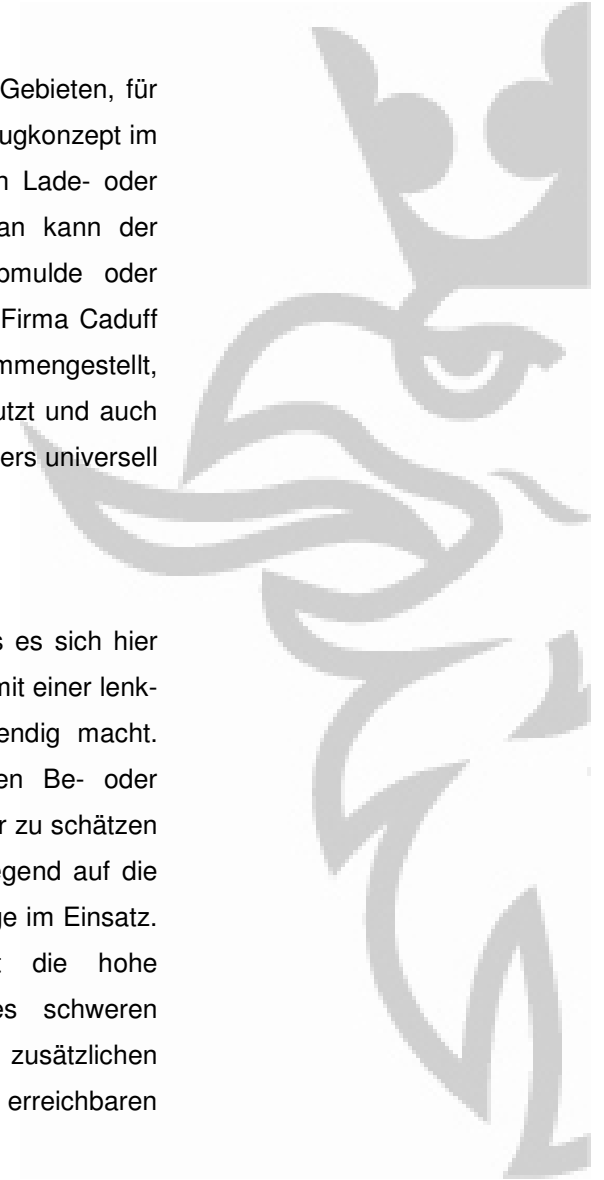 Gebieten, für
ugkonzept im
n Lade- oder
an kann der
pmulde oder
Firma Caduff
mmengestellt,
utzt und auch
ers universell
s es sich hier
mit einer lenk-
endig macht.
en Be- oder
r zu schätzen
egend auf die
ge im Einsatz.
t die hohe
es schweren
zusätzlichen
erreichbaren